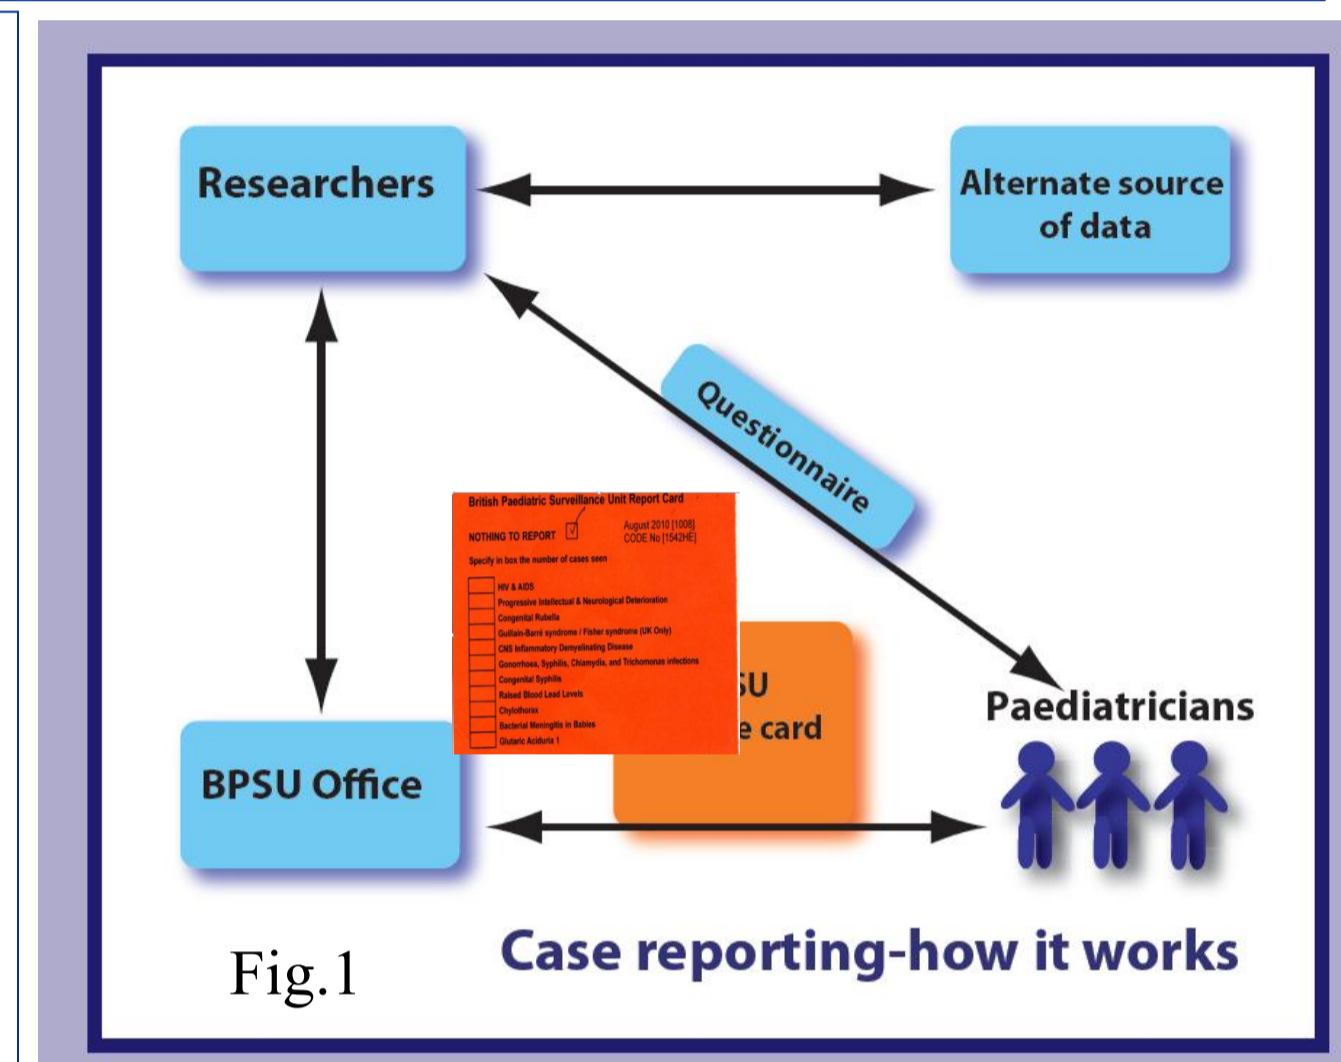 Researchers
Alternate source
of data
Questionnaire
British Paediatric Surveillance Unit Report Card
NOTHING TO REPORT
August 2010 [1008]
CODE No [1542HE]
Specify in box the number of cases seen
HIV & AIDS
Progressive Intellectual & Neurological Deterioration
Congenital Rubella
Guillain-Barré syndrome / Fisher syndrome (UK Only)
CNS Inflammatory Demyelinating Disease
Gonorrhoea, Syphilis, Chlamydia, and Trichomonas infections
Congenital Syphilis
Raised Blood Lead Levels
Chylothorax
Bacterial Meningitis in Babies
Glutaric Aciduria 1
SU
e card
Paediatricians
BPSU Office
Fig.1
Case reporting-how it works